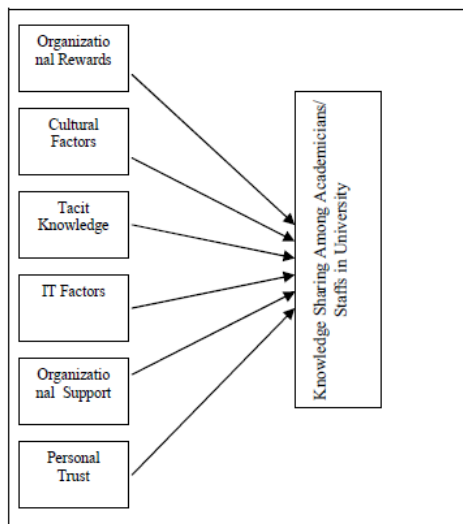 Organizatio
nal Rewards
Cultural
Factors
Tacit
Knowledge
IT Factors
Organizatio
nal Support
Personal
Trust
Knowledge Sharing Among Academicians/
Staffs in University